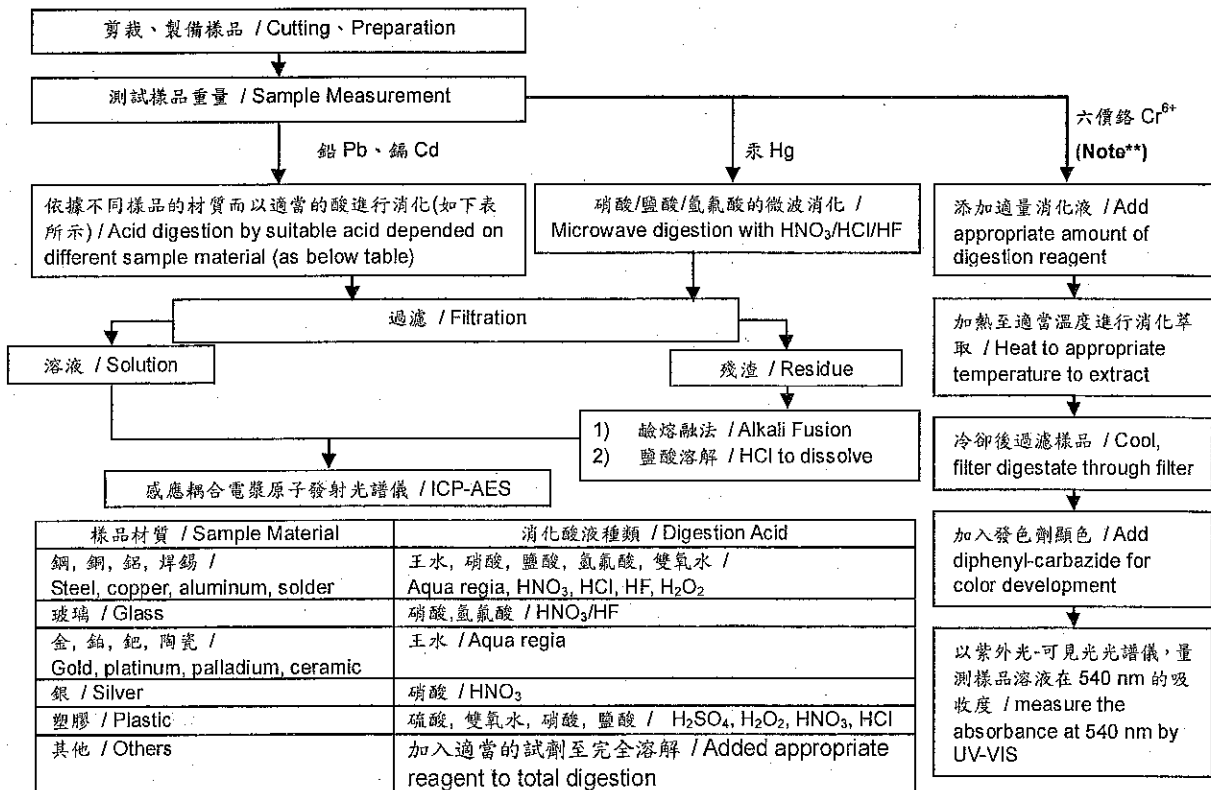 剪裁、製備樣品 / Cutting、Preparation
測試樣品重量 / Sample Measurement
鉛 Pb、鎘 Cd
汞 Hg
六價鉻 Cr6+
(Note**)
依據不同樣品的材質而以適當的酸進行消化(如下表
所示) / Acid digestion by suitable acid depended on
different sample material (as below table)
硝酸/鹽酸/氫氟酸的微波消化 /
Microwave digestion with HNO3/HCl/HF
添加適量消化液 / Add
appropriate amount of
digestion reagent
過濾 / Filtration
溶液 / Solution
殘渣 / Residue
加熱至適當溫度進行消化萃
取 / Heat to appropriate
temperature to extract
1) 鹼熔融法 / Alkali Fusion
2) 鹽酸溶解 / HCl to dissolve
冷卻後過濾樣品 / Cool,
filter digestate through filter
感應耦合電漿原子發射光譜儀 / ICP-AES
加入發色劑顯色 / Add
diphenyl-carbazide for
color development
以紫外光-可見光光譜儀，量
測樣品溶液在 540 nm 的吸
收度 / measure the
absorbance at 540 nm by
UV-VIS
樣品材質 / Sample Material 消化酸液種類 / Digestion Acid
鋼, 銅, 鋁, 焊錫 / 王水, 硝酸, 鹽酸, 氫氟酸, 雙氧水 /
Steel, copper, aluminum, solder Aqua regia, HNO3, HCl, HF, H2O2
玻璃 / Glass 硝酸,氫氟酸 / HNO3/HF
金, 鉑, 鈀, 陶瓷 / 王水 / Aqua regia
Gold, platinum, palladium, ceramic
銀 / Silver 硝酸 / HNO3
塑膠 / Plastic 硫酸, 雙氧水, 硝酸, 鹽酸 / H2SO4, H2O2, HNO3, HCl
其他 / Others 加入適當的試劑至完全溶解 / Added appropriate
reagent to total digestion